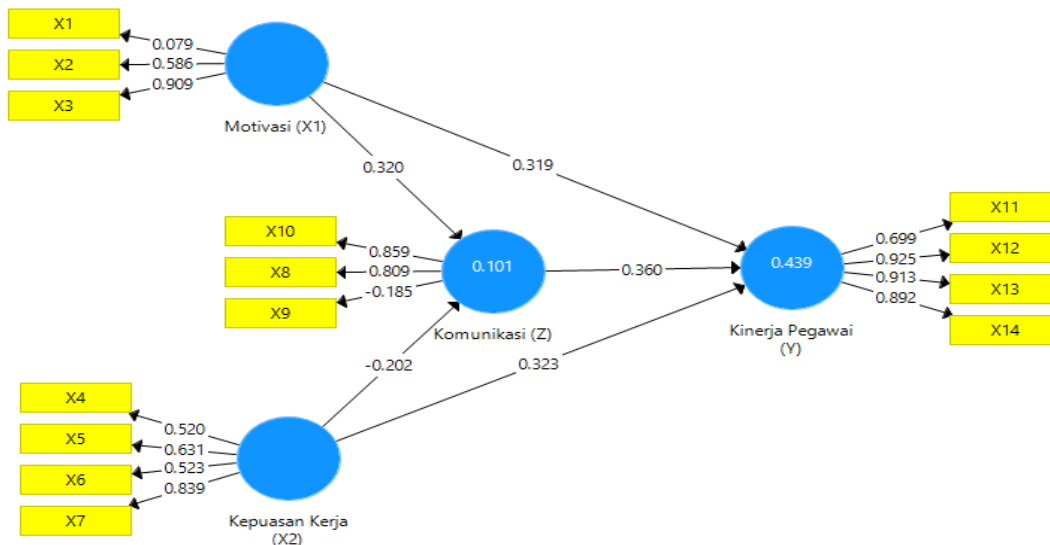 X1
0.079
X2
0.586
X3
0.909
Motivasi (X1)
0.320
0.319
X10
0.859
X8
0.809
X9
-0.185
0.101
Komunikasi (Z)
0.360
0.439
Kinerja Pegawai
(Y)
X11
0.699
X12
0.925
X13
0.913
X14
0.892
-0.202
0.323
X4
0.520
X5
0.631
X6
0.523
X7
0.839
Kepuasan Kerja
(X2)